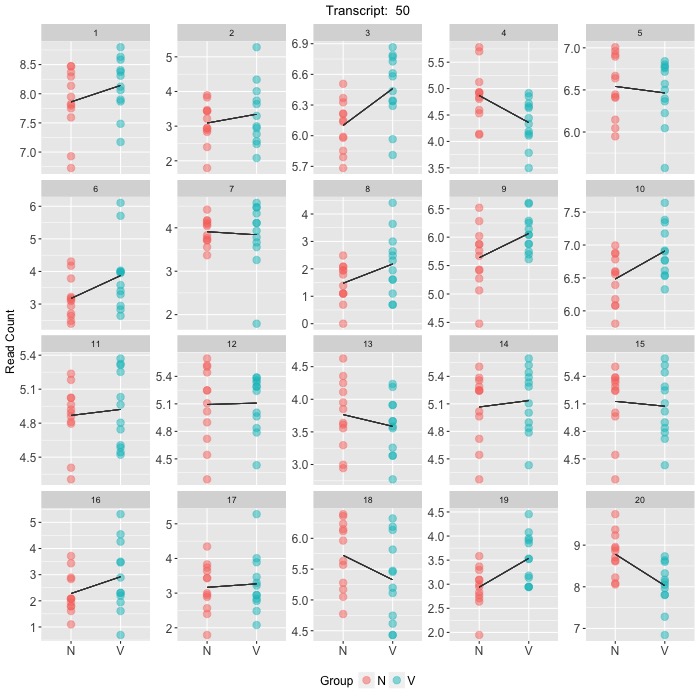 Transcript: 50
1 2 3 4 5
8.5 5 6.9 5.5 7.0
8.0 4 6.6 5.0 6.5
7.5 3 6.3 4.5 6.0
7.0 2 6.0 4.0
5.7 3.5
6 7 8 9 10
6 4 4 6.5 7.5
5 3 3 6.0 7.0
4 2 2 5.5 6.5
3 1 5.0 6.0
0 4.5
Read Count
11 12 13 14 15
5.4 5.4 4.5 5.4 5.4
5.1 5.1 4.0 5.1 5.1
4.8 4.8 3.5 4.8 4.8
4.5 4.5 3.0 4.5 4.5
16 17 18 19 20
5 5 6.0 4.5 9
4 4 5.5 4.0 8
3 3 5.0 3.5 7
2 2 4.5 3.0
1 2.5
2.0
N V N V N V N V N V
Group N V